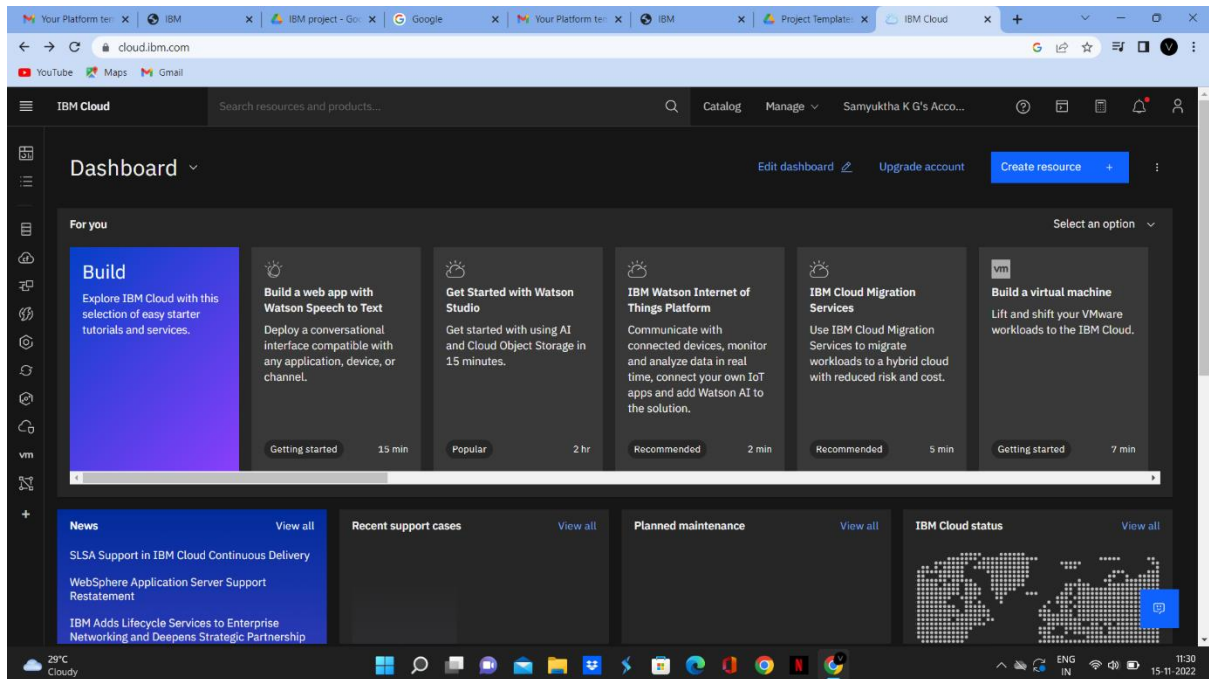 Your Platform ten
IBM
IBM project - Goo
Google
Your Platform ten
IBM
Project Template
IBM Cloud
cloud.ibm.com
YouTube
Maps
Gmail
IBM Cloud
Search resources and products...
Catalog
Manage
Samyuktha K G's Acco...
Dashboard
Edit dashboard
Upgrade account
Create resource +
For you
Select an option
Build
Explore IBM Cloud with this
selection of easy starter
tutorials and services.
Build a web app with
Watson Speech to Text
Deploy a conversational
interface compatible with
any application, device, or
channel.
Getting started
15 min
Get Started with Watson
Studio
Get started with using AI
and Cloud Object Storage in
15 minutes.
Popular
2 hr
IBM Watson Internet of
Things Platform
Communicate with
connected devices, monitor
and analyze data in real
time, connect your own IoT
apps and add Watson AI to
the solution.
Recommended
2 min
IBM Cloud Migration
Services
Use IBM Cloud Migration
Services to migrate
workloads to a hybrid cloud
with reduced risk and cost.
Recommended
5 min
vm
Build a virtual machine
Lift and shift your VMware
workloads to the IBM Cloud.
Getting started
7 min
vm
News
View all
SLSA Support in IBM Cloud Continuous Delivery
WebSphere Application Server Support
Restatement
IBM Adds Lifecycle Services to Enterprise
Networking and Deepens Strategic Partnership
Recent support cases
View all
Planned maintenance
View all
IBM Cloud status
View all
29°C
Cloudy
ENG
IN
11:30
15-11-2022